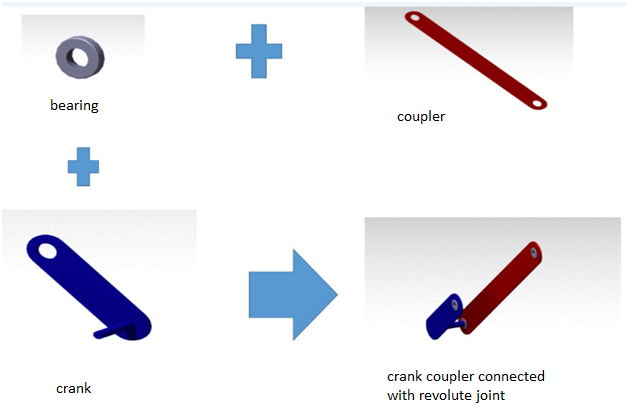 bearing
coupler
crank
crank coupler connected
with revolute joint